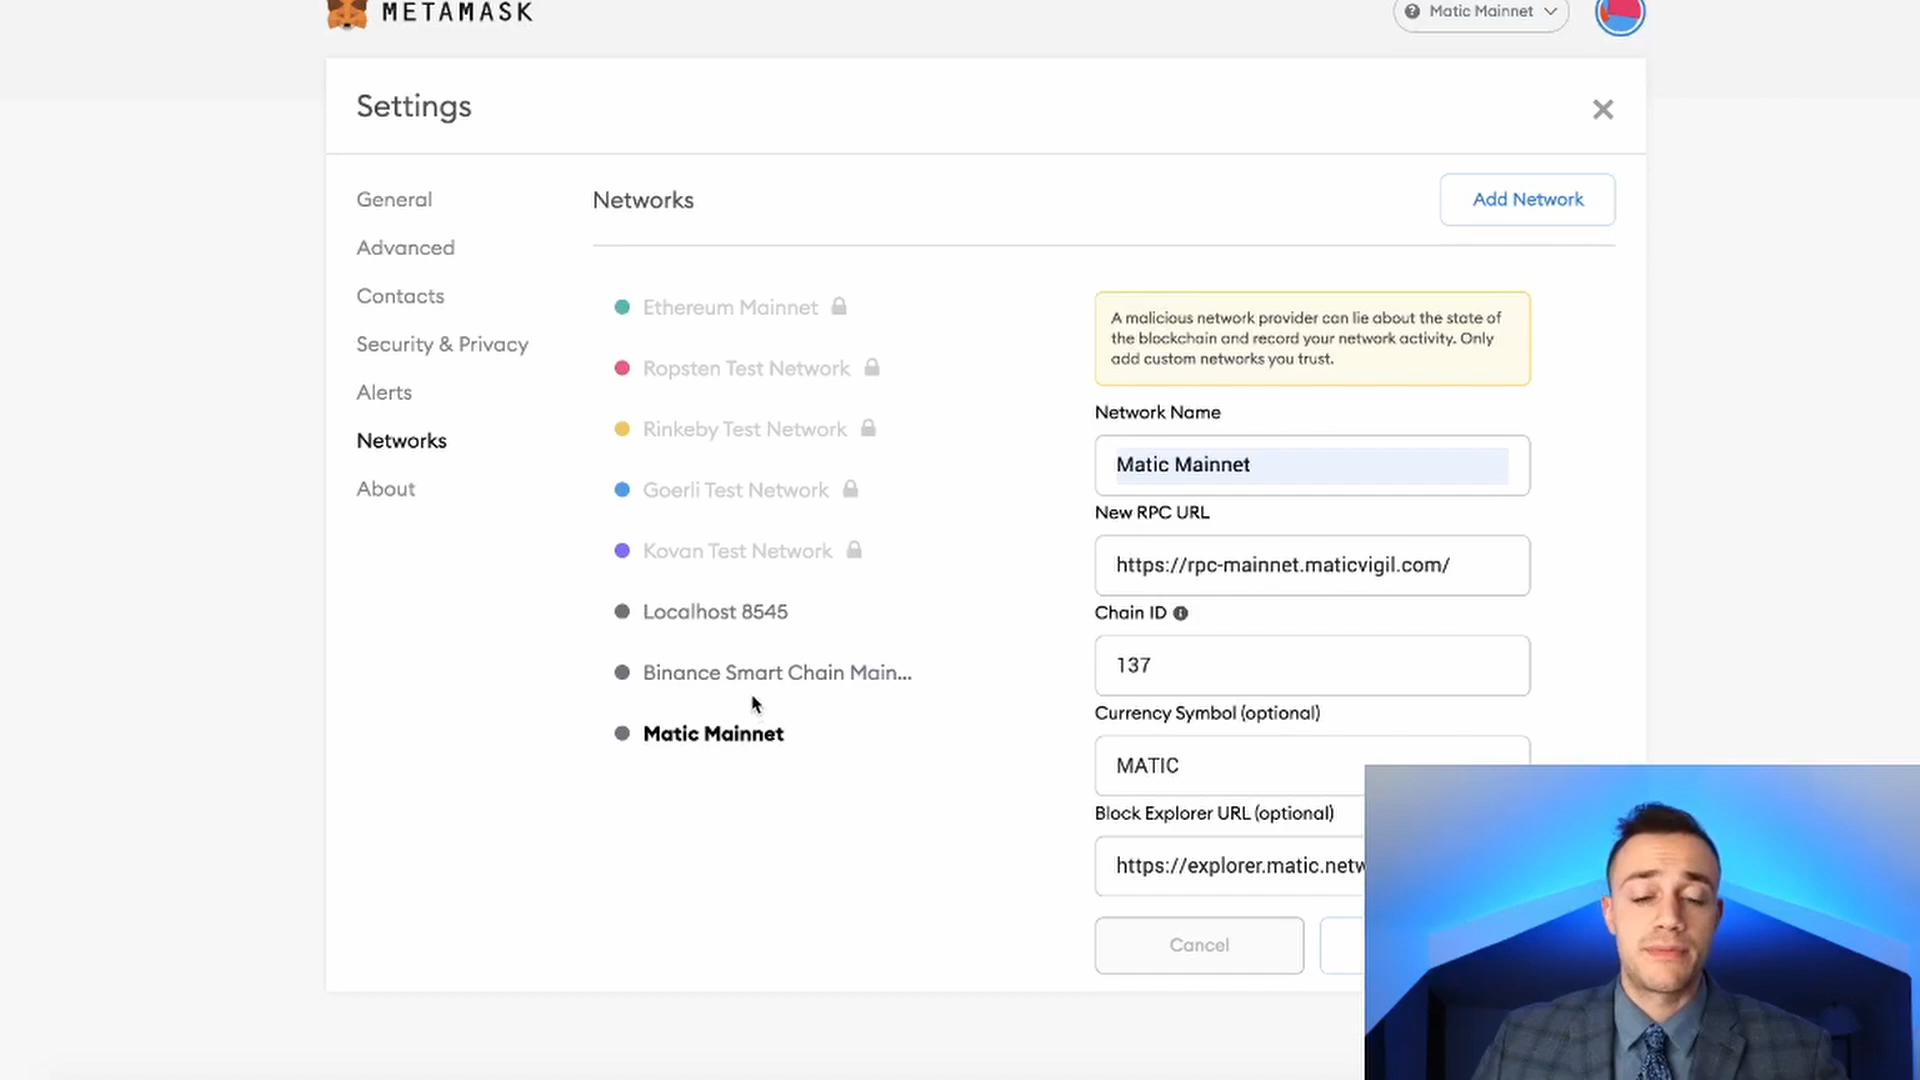 METAMASK
Matic Mainnet
Settings
General
Advanced
Contacts
Security & Privacy
Alerts
Networks
About
Networks
Add Network
Ethereum Mainnet
Ropsten Test Network
Rinkeby Test Network
Goerli Test Network
Kovan Test Network
Localhost 8545
Binance Smart Chain Main...
Matic Mainnet
A malicious network provider can lie about the state of
the blockchain and record your network activity. Only
add custom networks you trust.
Network Name
Matic Mainnet
New RPC URL
https://rpc-mainnet.maticvigil.com/
Chain ID
137
Currency Symbol (optional)
MATIC
Block Explorer URL (optional)
https://explorer.matic.netw
Cancel